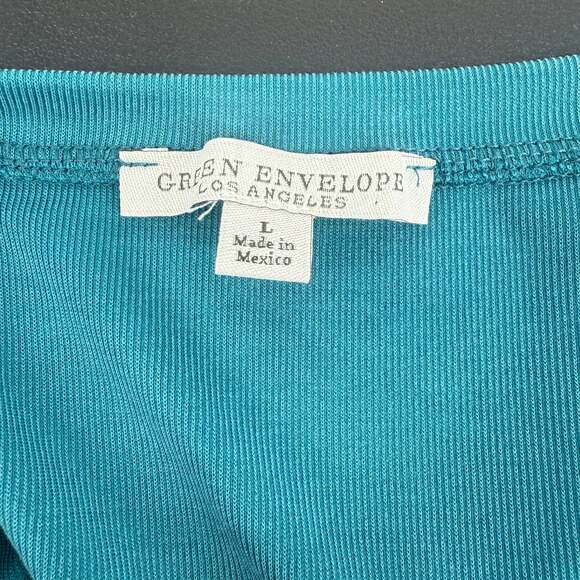 GREEN ENVELOPE
LOS ANGELES
L
Made in
Mexico